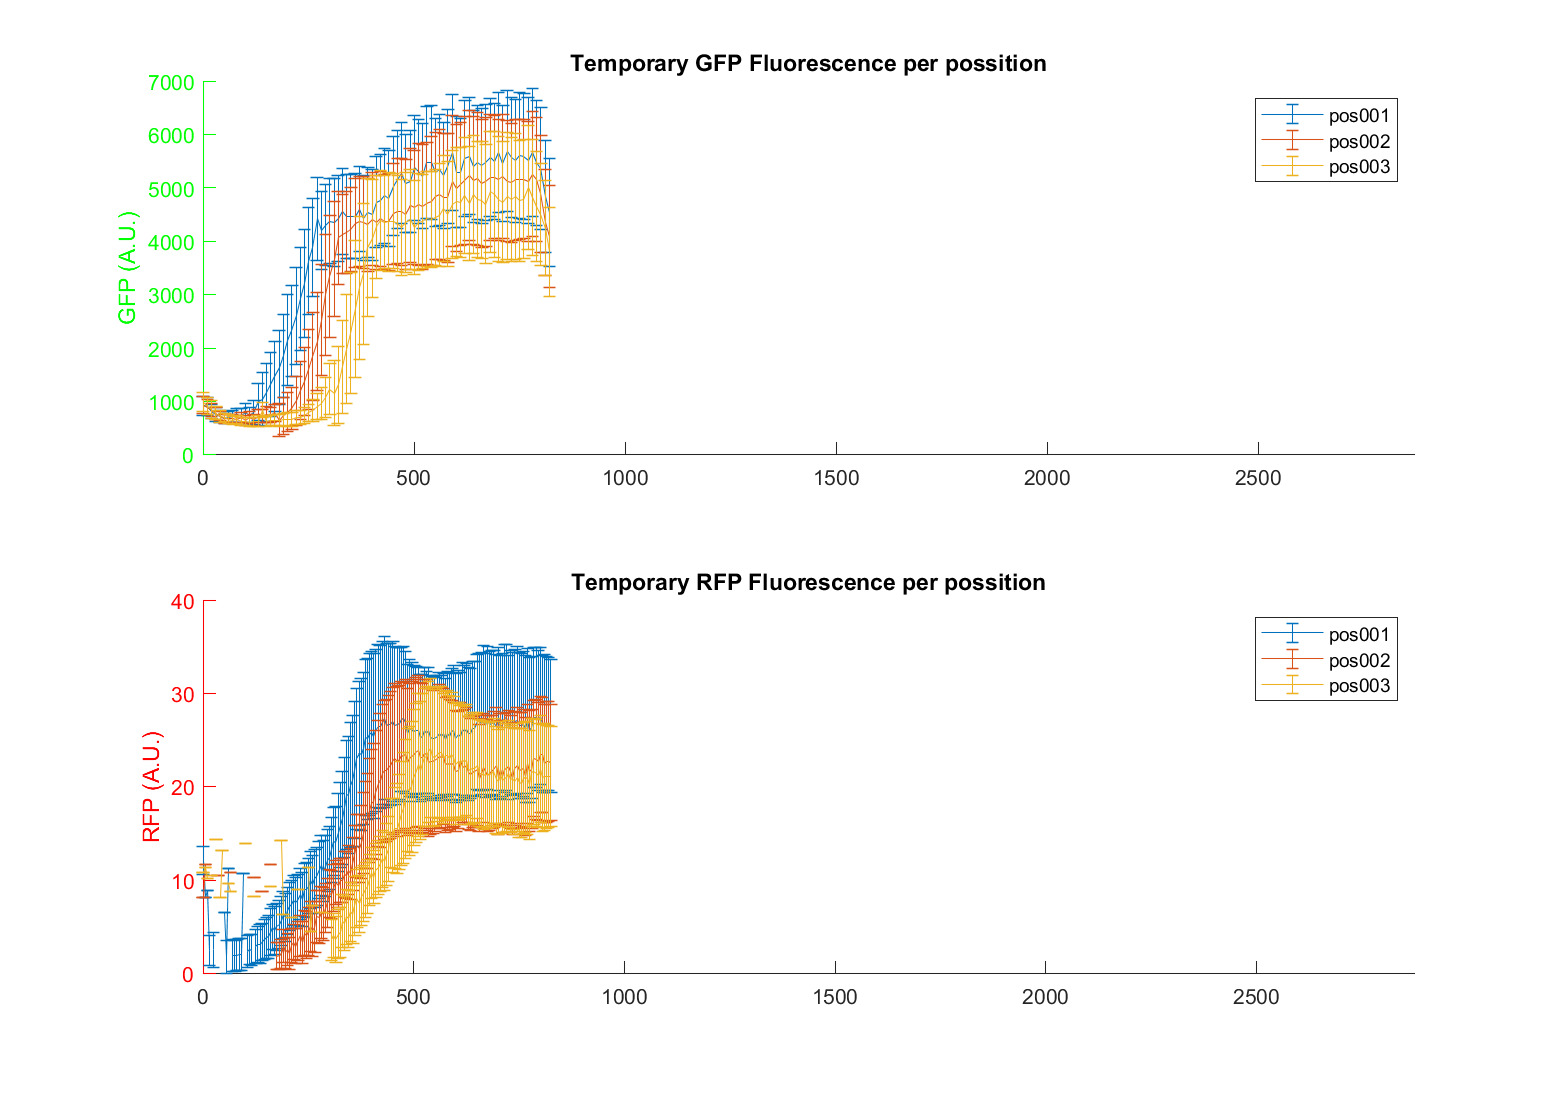 Temporary GFP Fluorescence per possition
7000
6000
5000
4000
3000
2000
1000
0
GFP (A.U.)
0 500 1000 1500 2000 2500
pos001
pos002
pos003
Temporary RFP Fluorescence per possition
40
30
20
10
0
RFP (A.U.)
0 500 1000 1500 2000 2500
pos001
pos002
pos003